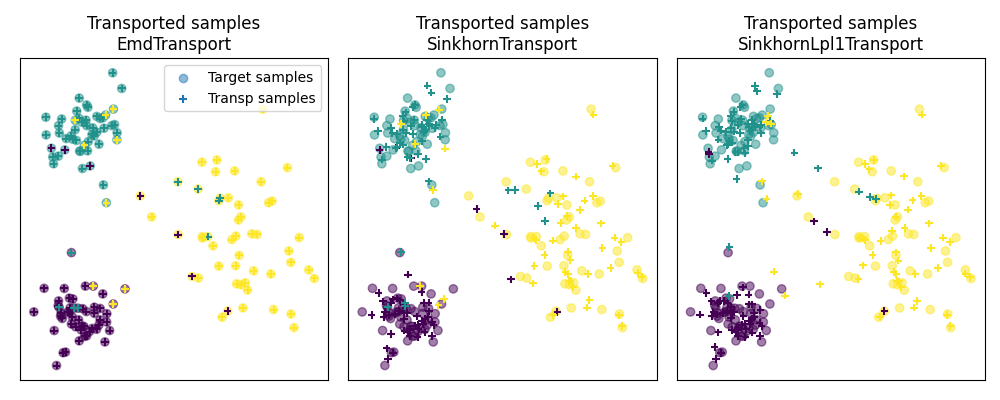 Transported samples
EmdTransport
Transported samples
SinkhornTransport
Transported samples
SinkhornLpl1Transport
Target samples
Transp samples